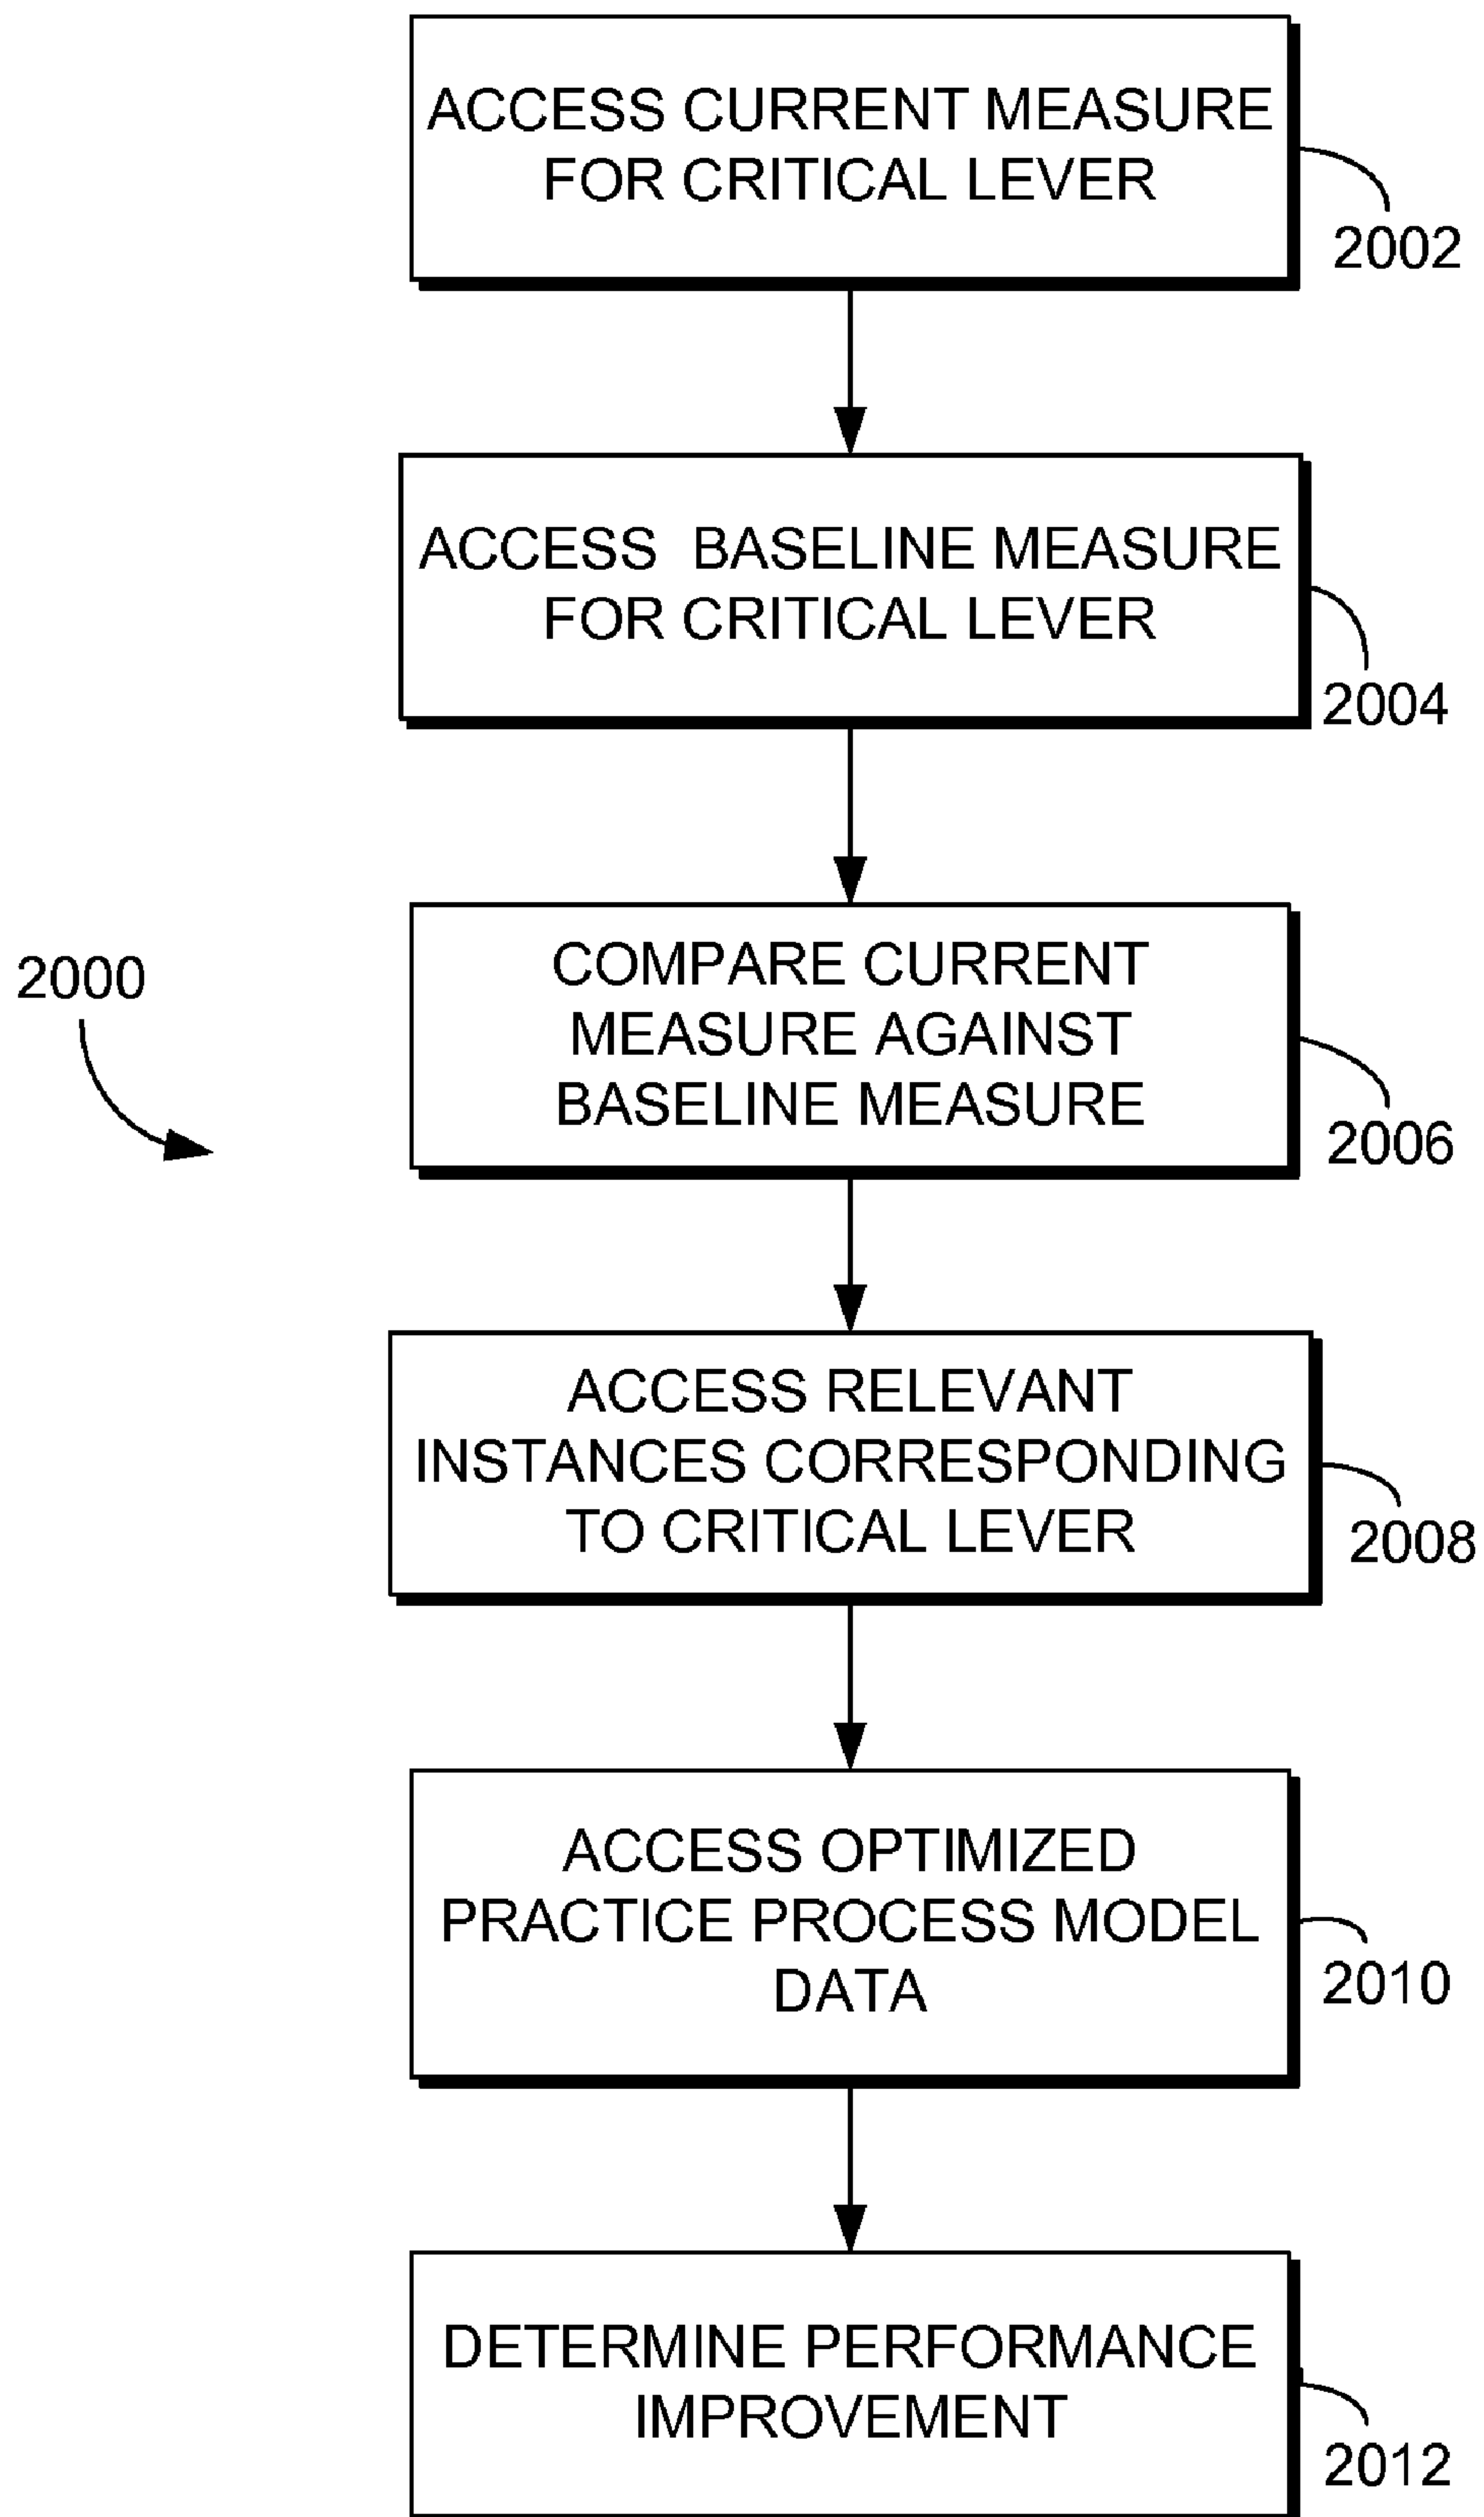 ACCESS CURRENT MEASURE
FOR CRITICAL LEVER
2002
ACCESS BASELINE MEASURE
FOR CRITICAL LEVER
2004
2000
COMPARE CURRENT
MEASURE AGAINST
BASELINE MEASURE
2006
ACCESS RELEVANT
INSTANCES CORRESPONDING
TO CRITICAL LEVER
2008
ACCESS OPTIMIZED
PRACTICE PROCESS MODEL
DATA
2010
DETERMINE PERFORMANCE
IMPROVEMENT
2012